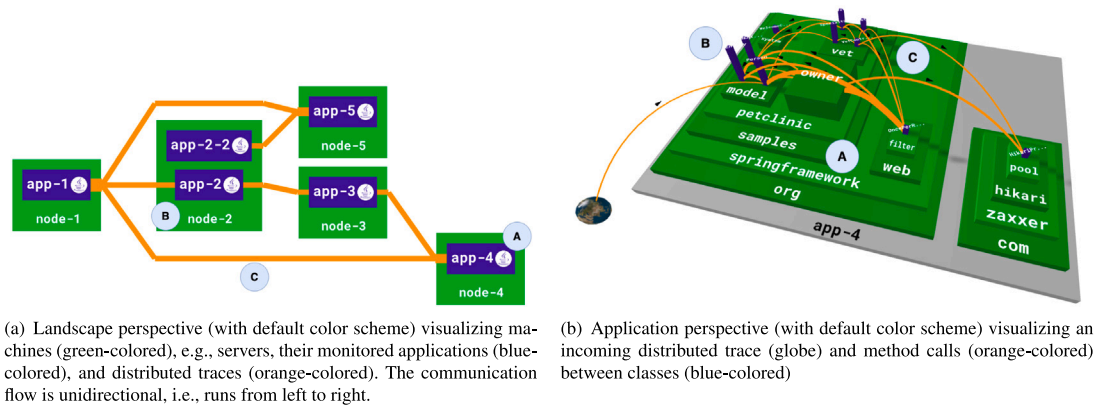 app-1
node-1
app-2-2
app-2
B
node-2
app-5
node-5
app-3
node-3
A
app-4
node-4
C
B
C
vet
owner
model
petclinic
samples
A
springframework
org
filter
web
pool
hikari
zaxxer
com
app-4
(a) Landscape perspective (with default color scheme) visualizing ma-
chines (green-colored), e.g., servers, their monitored applications (blue-
colored), and distributed traces (orange-colored). The communication
flow is unidirectional, i.e., runs from left to right.
(b) Application perspective (with default color scheme) visualizing an
incoming distributed trace (globe) and method calls (orange-colored)
between classes (blue-colored)